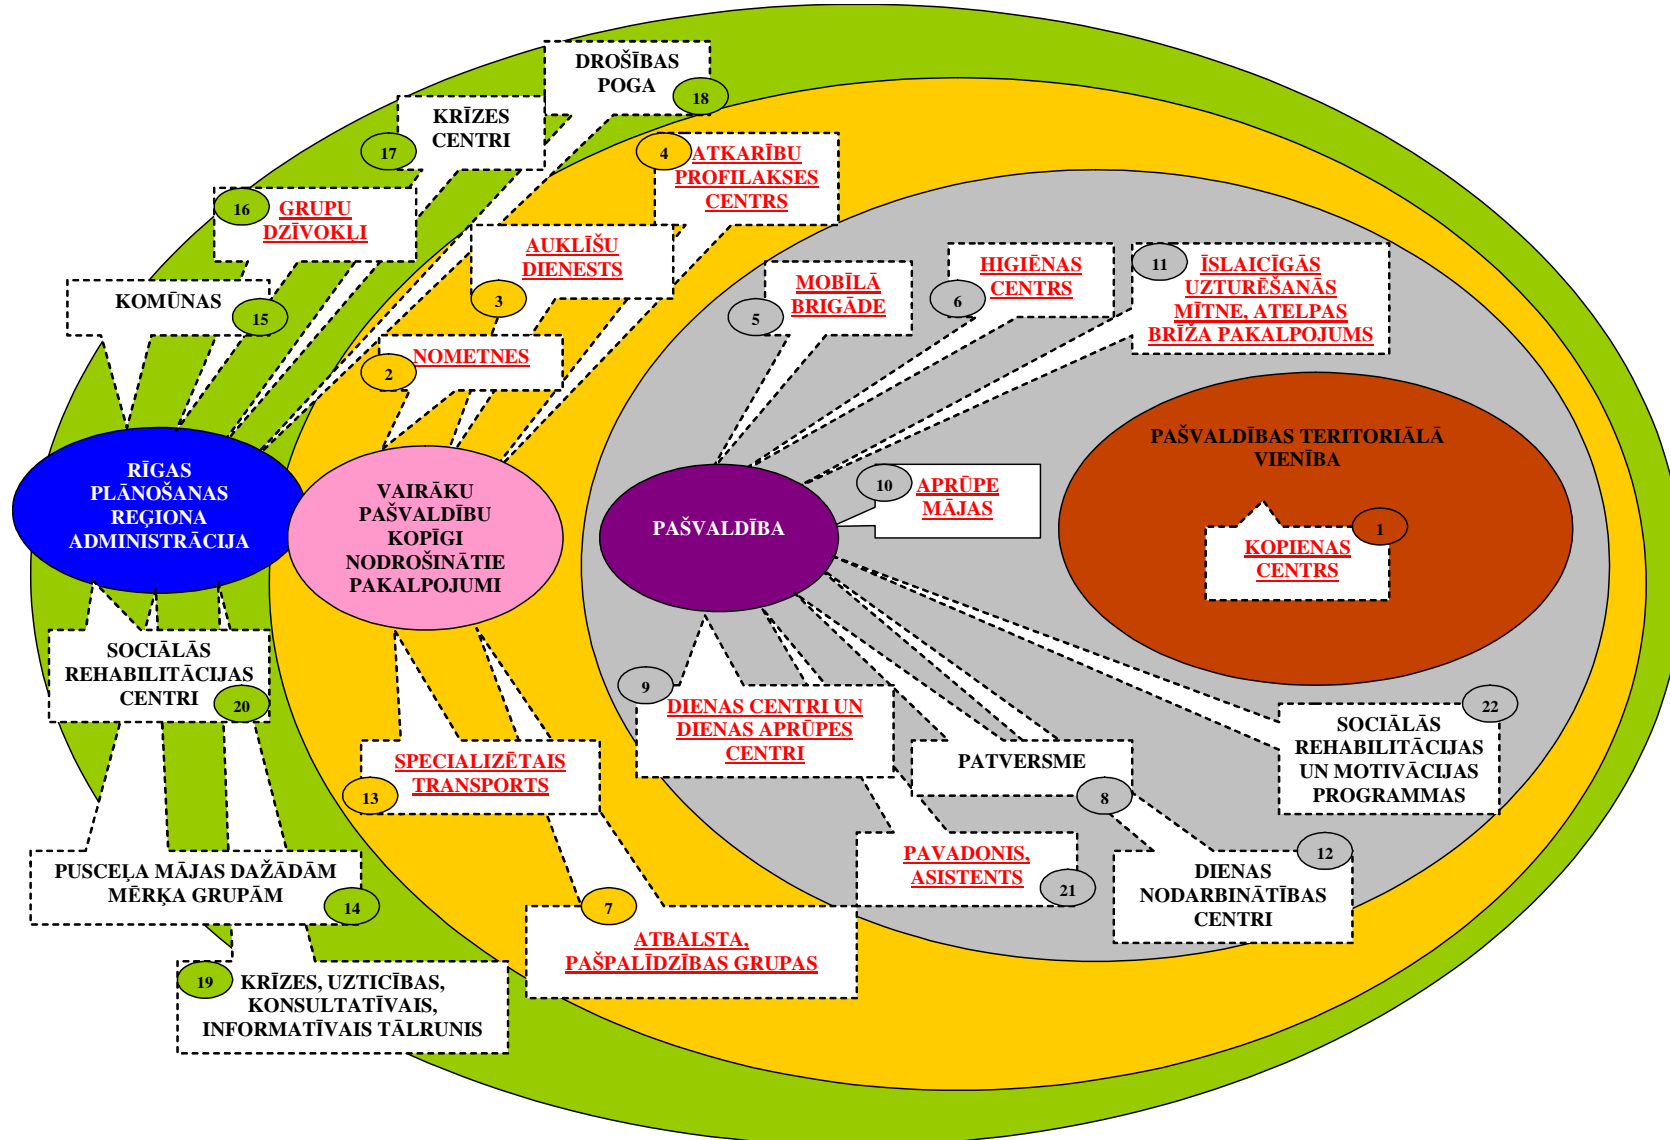 DROŠĪBAS
POGA
18
KRĪZES
CENTRI
17
4
ATKARĪBU
PROFILAKSES
CENTRS
16
GRUPU
DZĪVOKĻI
AUKLĪŠU
DIENESTS
3
KOMŪNAS
15
NOMETNES
2
MOBĪLĀ
BRIGĀDE
5
HIGIĒNAS
CENTRS
6
11
ĪSLAICĪGĀS
UZTURĒŠANĀS
MĪTNE, ATELPAS
BRĪŽA PAKALPOJUMS
RĪGAS
PLĀNOŠANAS
REĢIONA
ADMINISTRĀCIJA
VAIRĀKU
PAŠVALDĪBU
KOPĪGI
NODROŠINĀTIE
PAKALPOJUMI
PAŠVALDĪBA
10
APRŪPE
MĀJAS
PAŠVALDĪBAS TERITORIĀLĀ
VIENĪBA
1
KOPIENAS
CENTRS
SOCIĀLĀS
REHABILITĀCIJAS
CENTRI
20
9
DIENAS CENTRI UN
DIENAS APRŪPES
CENTRI
SPECIALIZĒTAIS
TRANSPORTS
13
PATVERSME
8
22
SOCIĀLĀS
REHABILITĀCIJAS
UN MOTIVĀCIJAS
PROGRAMMAS
PUSCEĻA MĀJAS DAŽĀDĀM
MĒRĶA GRUPĀM
14
PAVADONIS,
ASISTENTS
21
12
DIENAS
NODARBINĀTĪBAS
CENTRI
7
ATBALSTA,
PAŠPALĪDZĪBAS GRUPAS
19
KRĪZES, UZTICĪBAS,
KONSULTATĪVAIS,
INFORMATĪVAIS TĀLRUNIS